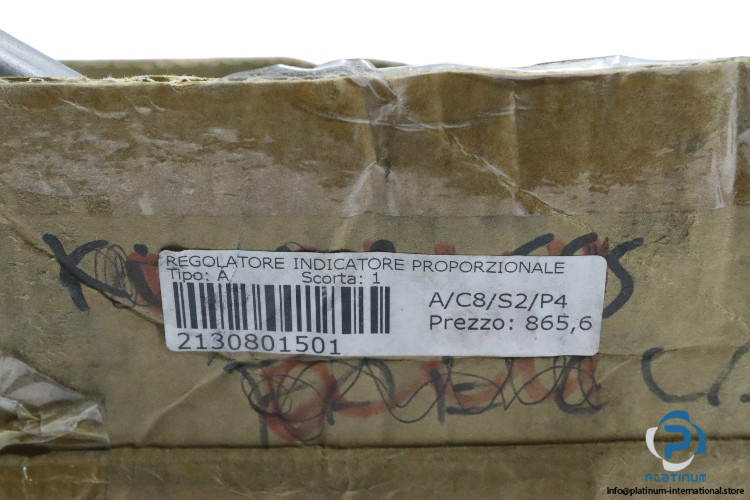 REGOLATORE INDICATORE PROPORZIONALE
Tipo: A Scorta: 1
A/C8/S2/P4
Prezzo: 865,6
2130801501
PLATINUM
Info@platinum-international.store